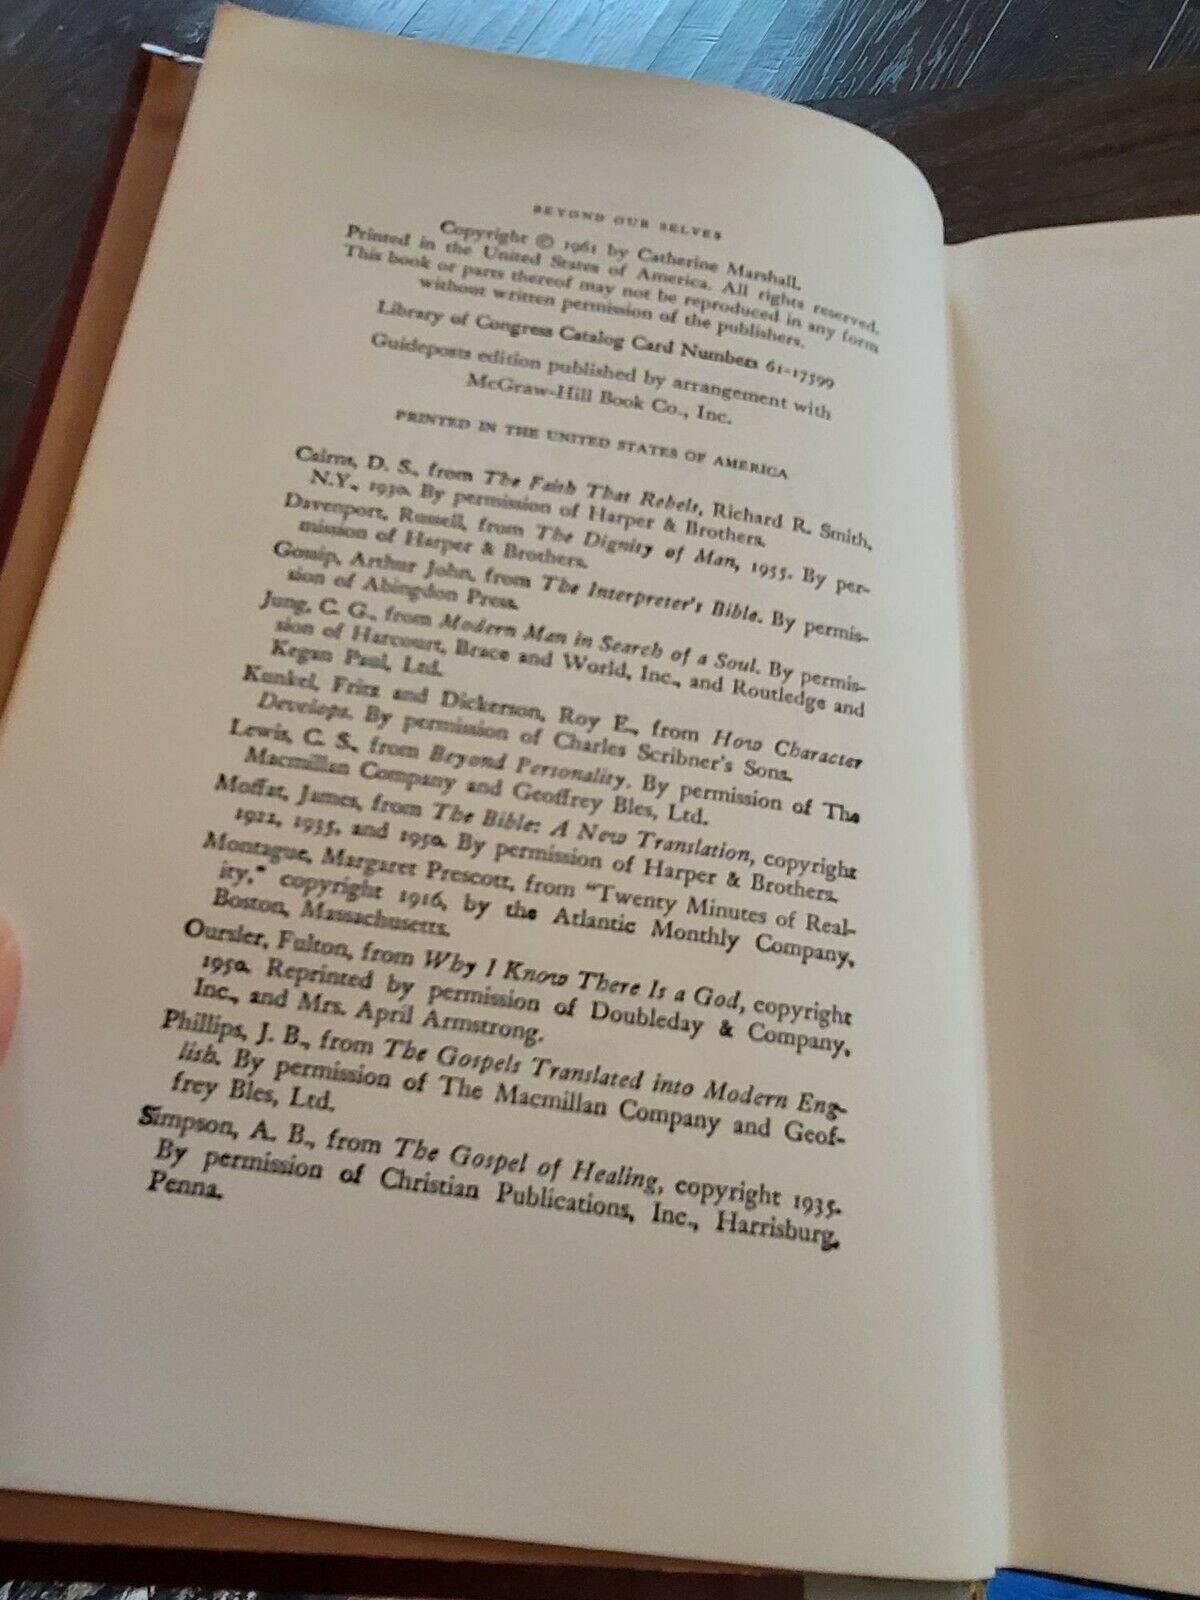 BEYOND OUR SELVES
Copyright © 1961 by Catherine Marshall.
Printed in the United States of America. All rights reserved.
This book or parts thereof may not be reproduced in any form
without written permission of the publishers.
Library of Congress Catalog Card Number: 61-17599
Guideposts edition published by arrangement with
McGraw-Hill Book Co., Inc.
PRINTED IN THE UNITED STATES OF AMERICA
Cairns, D. S., from The Faith That Rebels, Richard R. Smith,
N.Y., 1930. By permission of Harper & Brothers.
Davenport, Russell, from The Dignity of Man, 1955. By per-
mission of Harper & Brothers.
Gossip, Arthur John, from The Interpreter's Bible. By permis-
sion of Abingdon Press.
Jung, C. G., from Modern Man in Search of a Soul. By permis-
sion of Harcourt, Brace and World, Inc., and Routledge and
Kegan Paul, Ltd.
Kunkel, Fritz and Dickerson, Roy E., from How Character
Develops. By permission of Charles Scribner's Sons.
Lewis, C. S., from Beyond Personality. By permission of The
Macmillan Company and Geoffrey Bles, Ltd.
Moffat, James, from The Bible: A New Translation, copyright
1922, 1935, and 1950. By permission of Harper & Brothers.
Montague, Margaret Prescott, from "Twenty Minutes of Real-
ity," copyright 1916, by the Atlantic Monthly Company,
Boston, Massachusetts.
Oursler, Fulton, from Why I Know There Is a God, copyright
1950. Reprinted by permission of Doubleday & Company,
Inc., and Mrs. April Armstrong.
Phillips, J. B., from The Gospels Translated into Modern Eng-
lish. By permission of The Macmillan Company and Geof-
frey Bles, Ltd.
Simpson, A. B., from The Gospel of Healing, copyright 1935.
By permission of Christian Publications, Inc., Harrisburg,
Penna.